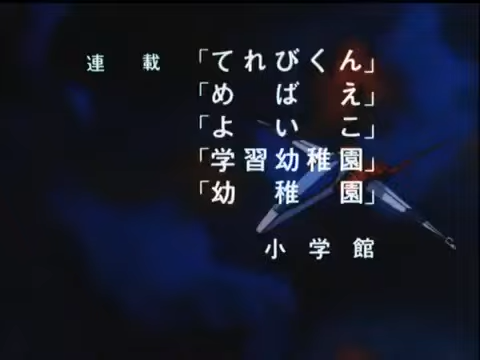 連載「てれびくん」
「めばえ」
「よいこ」
「学習幼稚園」
「幼稚園」
小学館